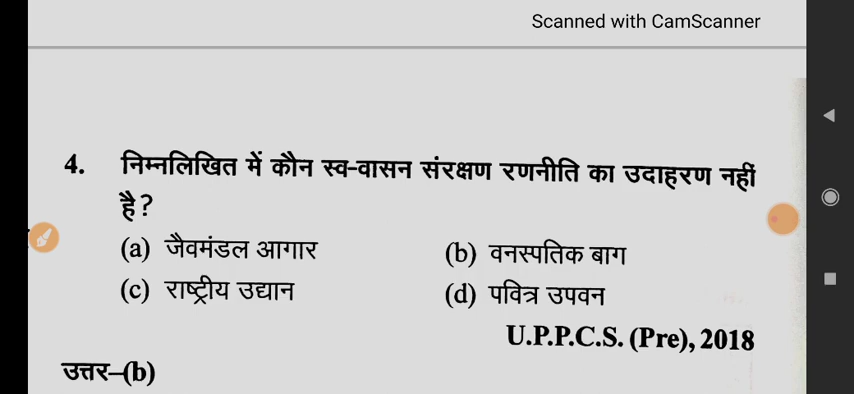 Scanned with CamScanner
4. निम्नलिखित में कौन स्व-वासन संरक्षण रणनीति का उदाहरण नहीं
है?
(a) जैवमंडल आगार (b) वनस्पतिक बाग
(c) राष्ट्रीय उद्यान (d) पवित्र उपवन
U.P.P.C.S. (Pre), 2018
उत्तर–(b)